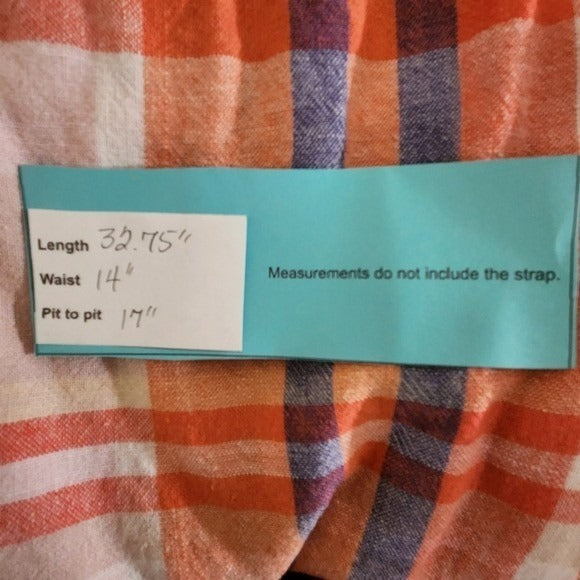 Length 32.75"
Waist 14"
Pit to pit 17"
Measurements do not include the strap.